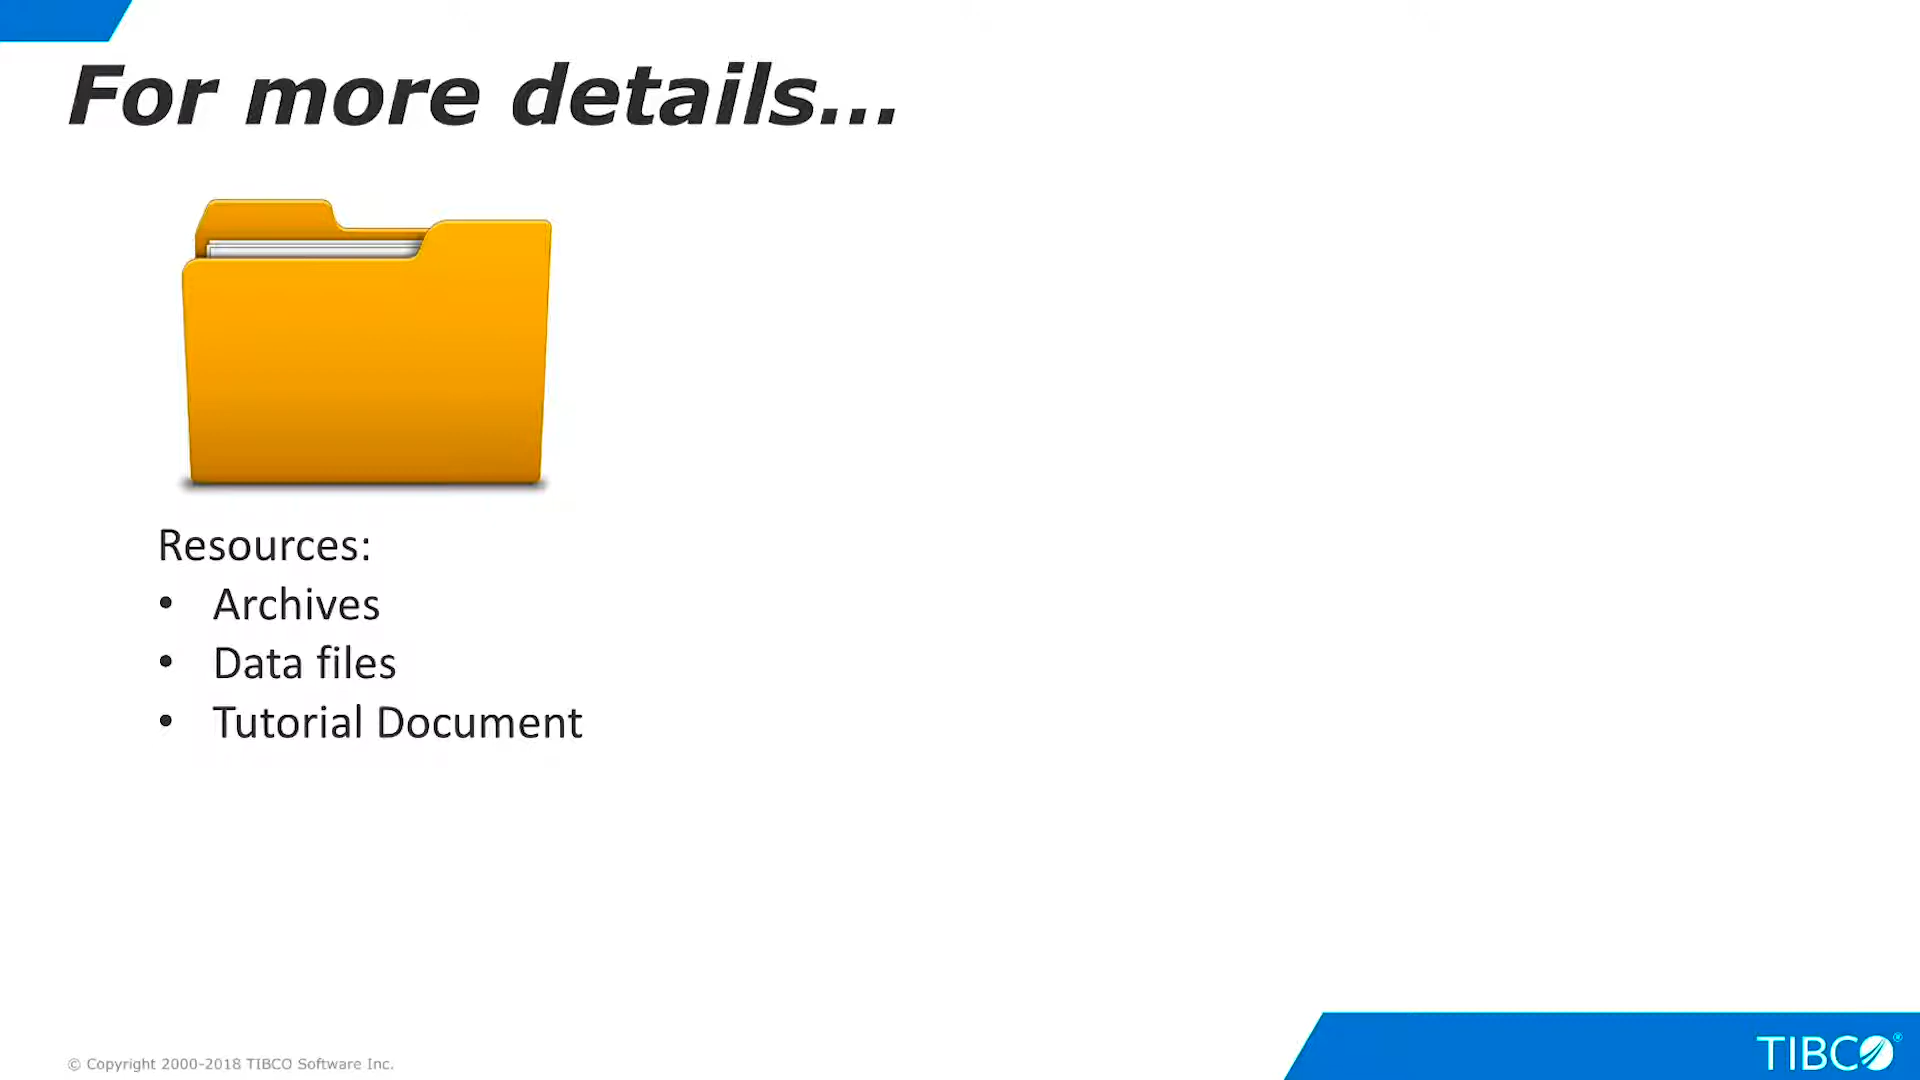 For more details...
Resources:
• Archives
• Data files
• Tutorial Document
© Copyright 2000-2018 TIBCO Software Inc.
TIBCO®